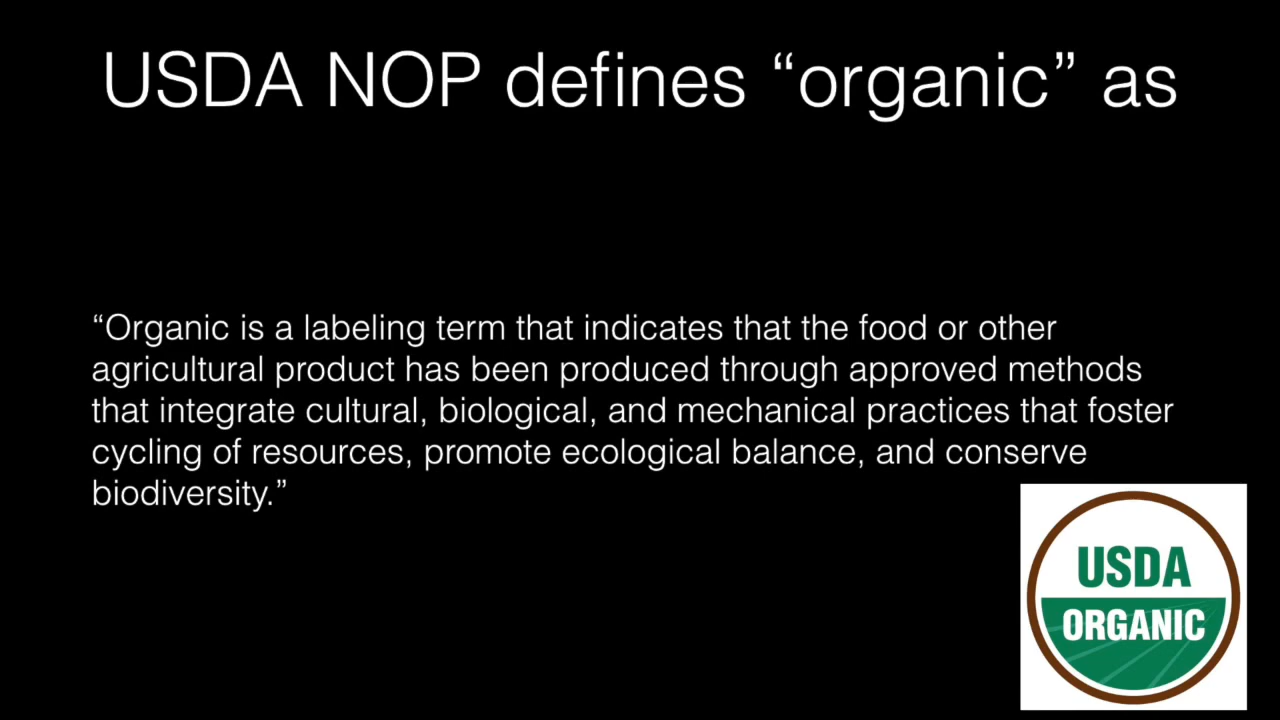 USDA NOP defines “organic” as
“Organic is a labeling term that indicates that the food or other
agricultural product has been produced through approved methods
that integrate cultural, biological, and mechanical practices that foster
cycling of resources, promote ecological balance, and conserve
biodiversity.”
USDA
ORGANIC